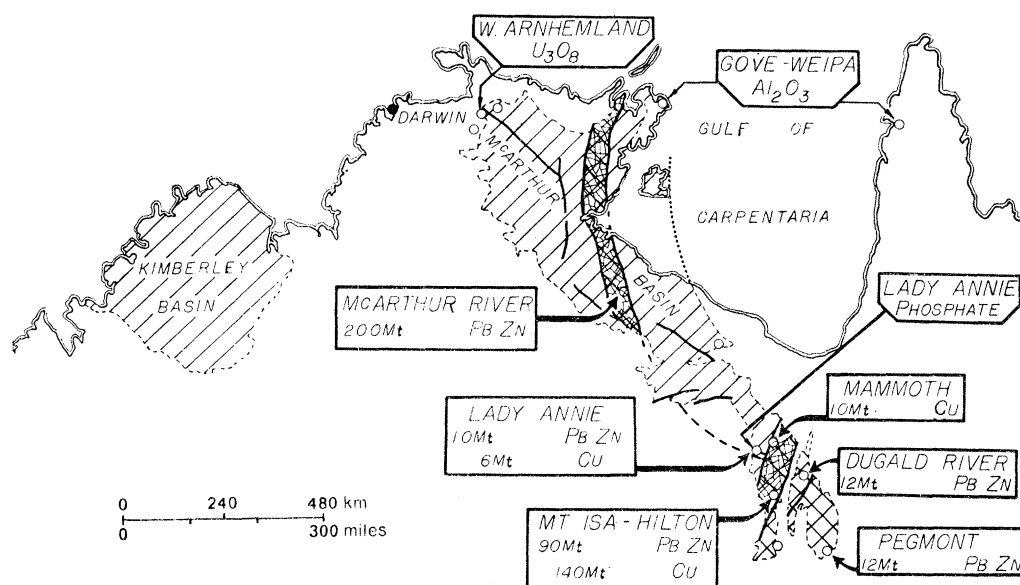 W. ARNHEMLAND
U3O8
GOVE-WEIPA
Al2O3
DARWIN
GULF OF
CARPENTARIA
McARTHUR
BASIN
KIMBERLEY
BASIN
McARTHUR RIVER
200Mt PB ZN
LADY ANNIE
PHOSPHATE
LADY ANNIE
10Mt PB ZN
6Mt CU
MAMMOTH
10Mt. CU
DUGALD RIVER
12Mt PB ZN
MT ISA-HILTON
90Mt PB ZN
140Mt CU
PEGMONT
12Mt PB ZN
0 240 480 km
0 300 miles